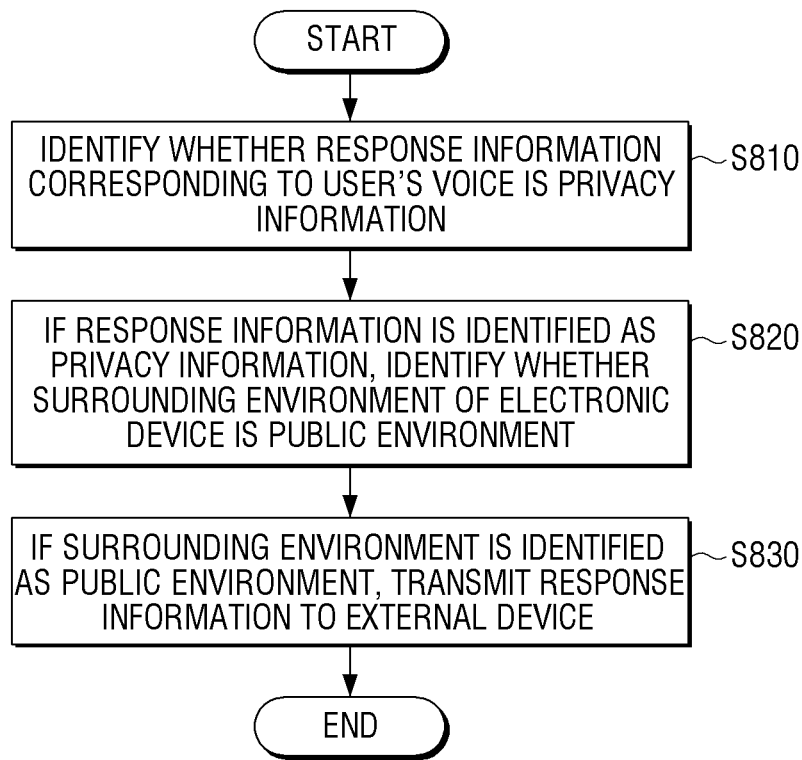 START
IDENTIFY WHETHER RESPONSE INFORMATION
CORRESPONDING TO USER'S VOICE IS PRIVACY
INFORMATION
S810
IF RESPONSE INFORMATION IS IDENTIFIED AS
PRIVACY INFORMATION, IDENTIFY WHETHER
SURROUNDING ENVIRONMENT OF ELECTRONIC
DEVICE IS PUBLIC ENVIRONMENT
S820
IF SURROUNDING ENVIRONMENT IS IDENTIFIED
AS PUBLIC ENVIRONMENT, TRANSMIT RESPONSE
INFORMATION TO EXTERNAL DEVICE
S830
END